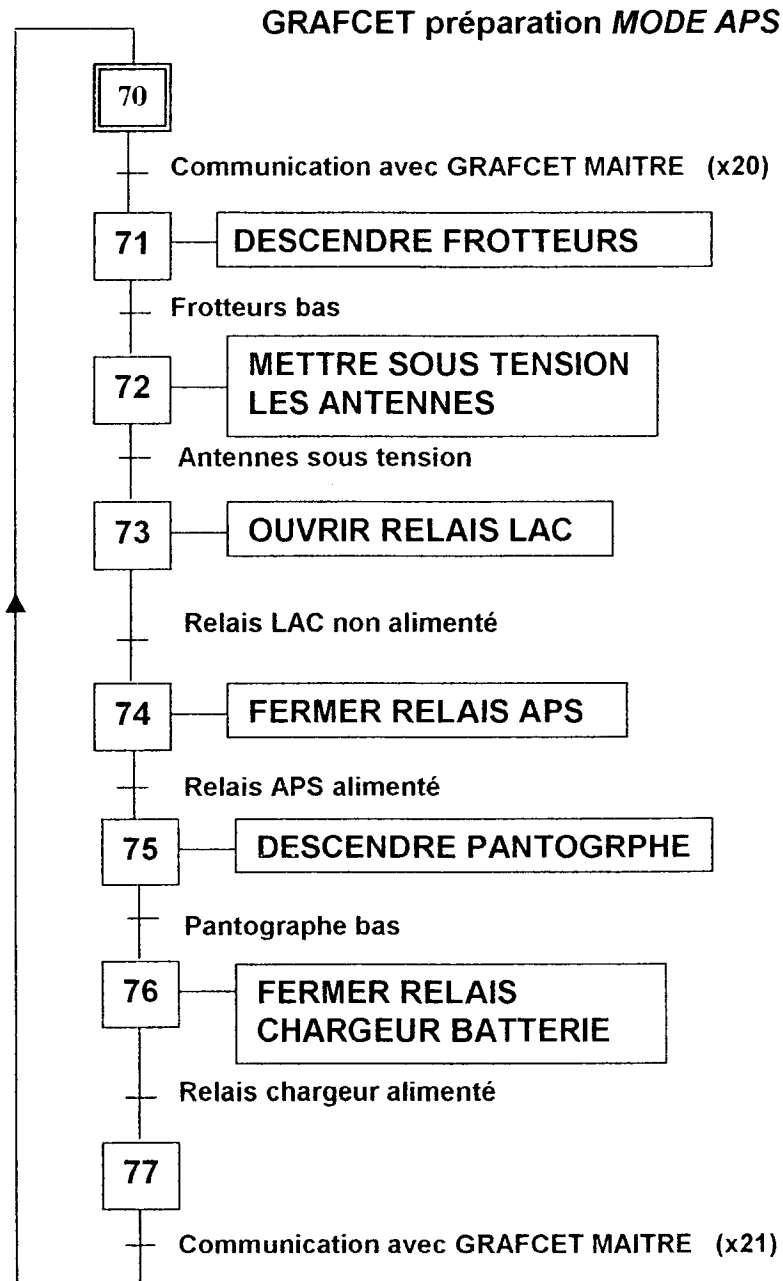 GRAFCET préparation MODE APS
70
Communication avec GRAFCET MAITRE (x20)
71
DESCENDRE FROTTEURS
Frotteurs bas
72
METTRE SOUS TENSION
LES ANTENNES
Antennes sous tension
73
OUVRIR RELAIS LAC
Relais LAC non alimenté
74
FERMER RELAIS APS
Relais APS alimenté
75
DESCENDRE PANTOGRPHE
Pantographe bas
76
FERMER RELAIS
CHARGEUR BATTERIE
Relais chargeur alimenté
77
Communication avec GRAFCET MAITRE (x21)